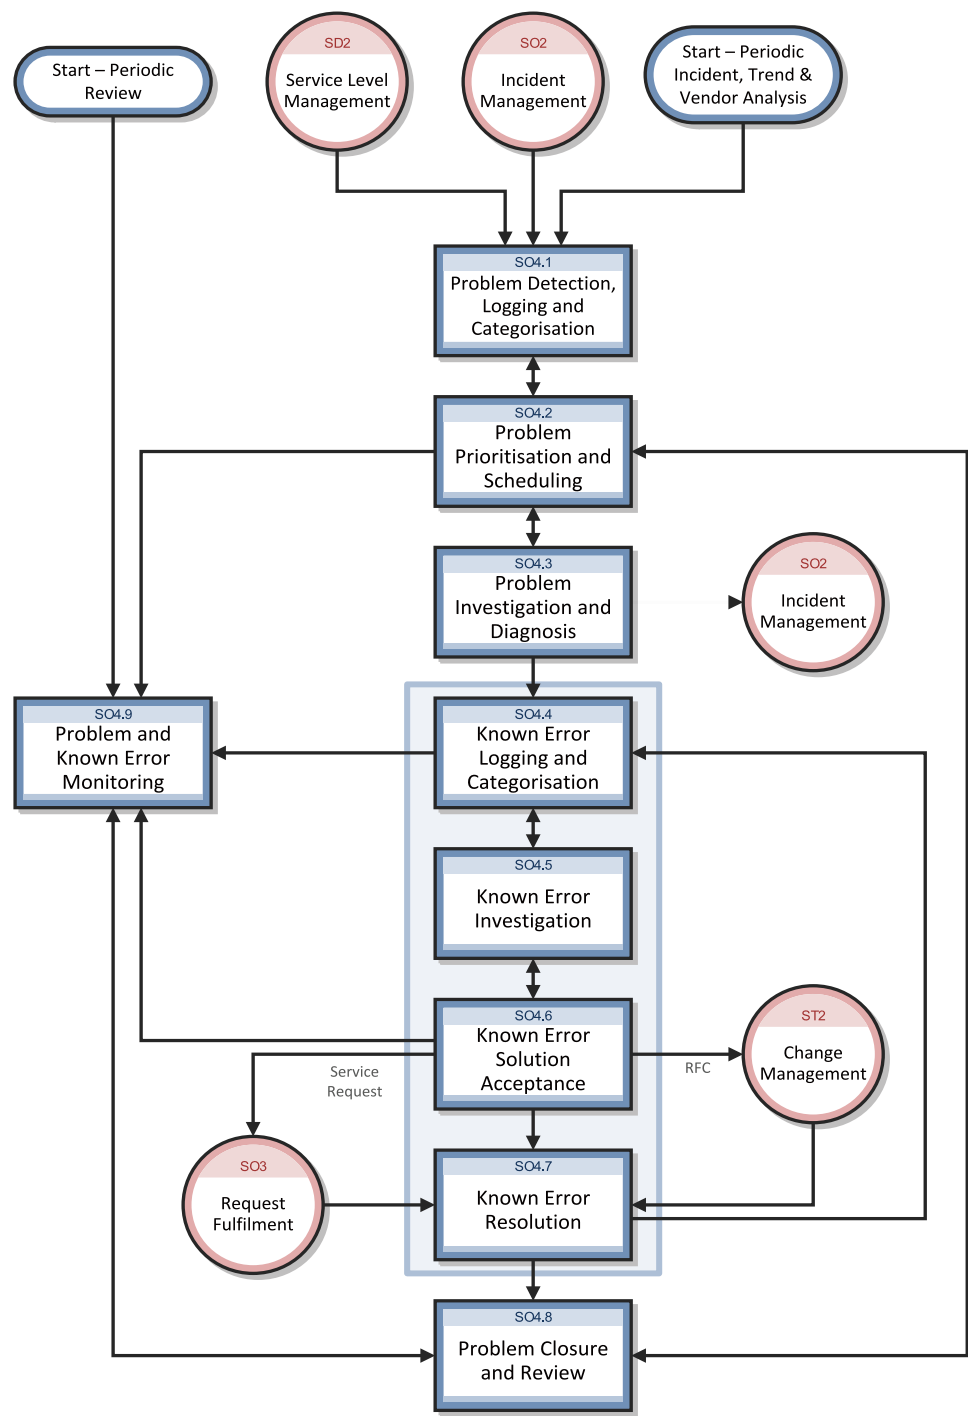 Start – Periodic
Review
SD2
Service Level
Management
SO2
Incident
Management
Start – Periodic
Incident, Trend &
Vendor Analysis
SO4.1
Problem Detection,
Logging and
Categorisation
SO4.2
Problem
Prioritisation and
Scheduling
SO4.3
Problem
Investigation and
Diagnosis
SO2
Incident
Management
SO4.9
Problem and
Known Error
Monitoring
SO4.4
Known Error
Logging and
Categorisation
SO4.5
Known Error
Investigation
SO4.6
Known Error
Solution
Acceptance
Service
Request
RFC
ST2
Change
Management
SO3
Request
Fulfilment
SO4.7
Known Error
Resolution
SO4.8
Problem Closure
and Review